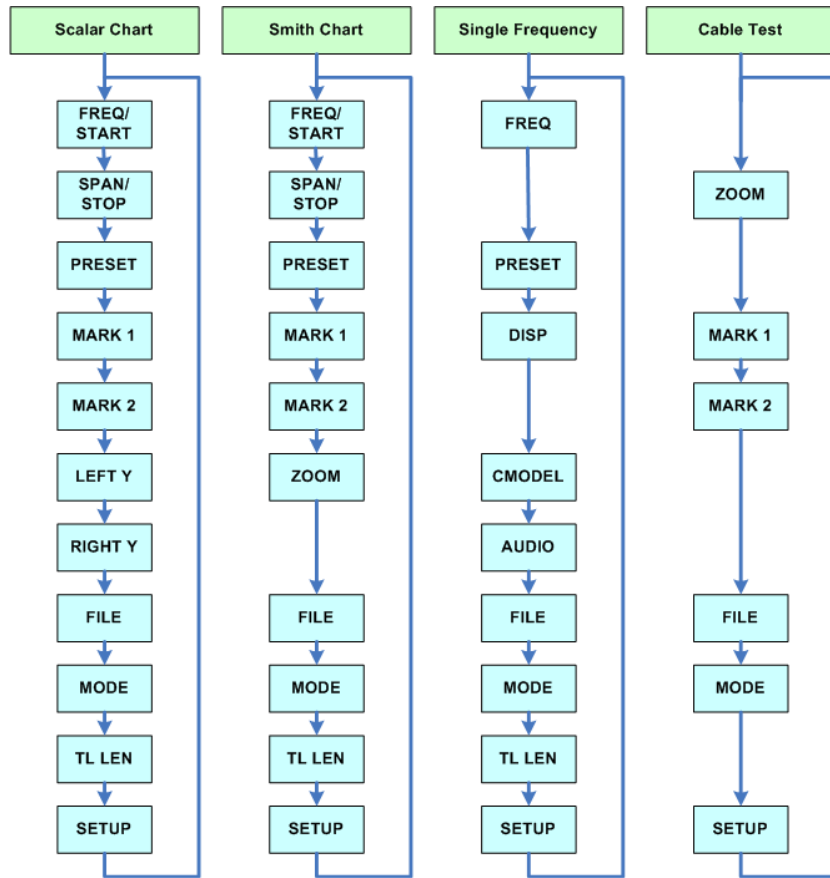 Scalar Chart
FREQ/
START
SPAN/
STOP
PRESET
MARK 1
MARK 2
LEFT Y
RIGHT Y
FILE
MODE
TL LEN
SETUP
Smith Chart
FREQ/
START
SPAN/
STOP
PRESET
MARK 1
MARK 2
ZOOM
FILE
MODE
TL LEN
SETUP
Single Frequency
FREQ
PRESET
DISP
CMODEL
AUDIO
FILE
MODE
TL LEN
SETUP
Cable Test
ZOOM
MARK 1
MARK 2
FILE
MODE
SETUP